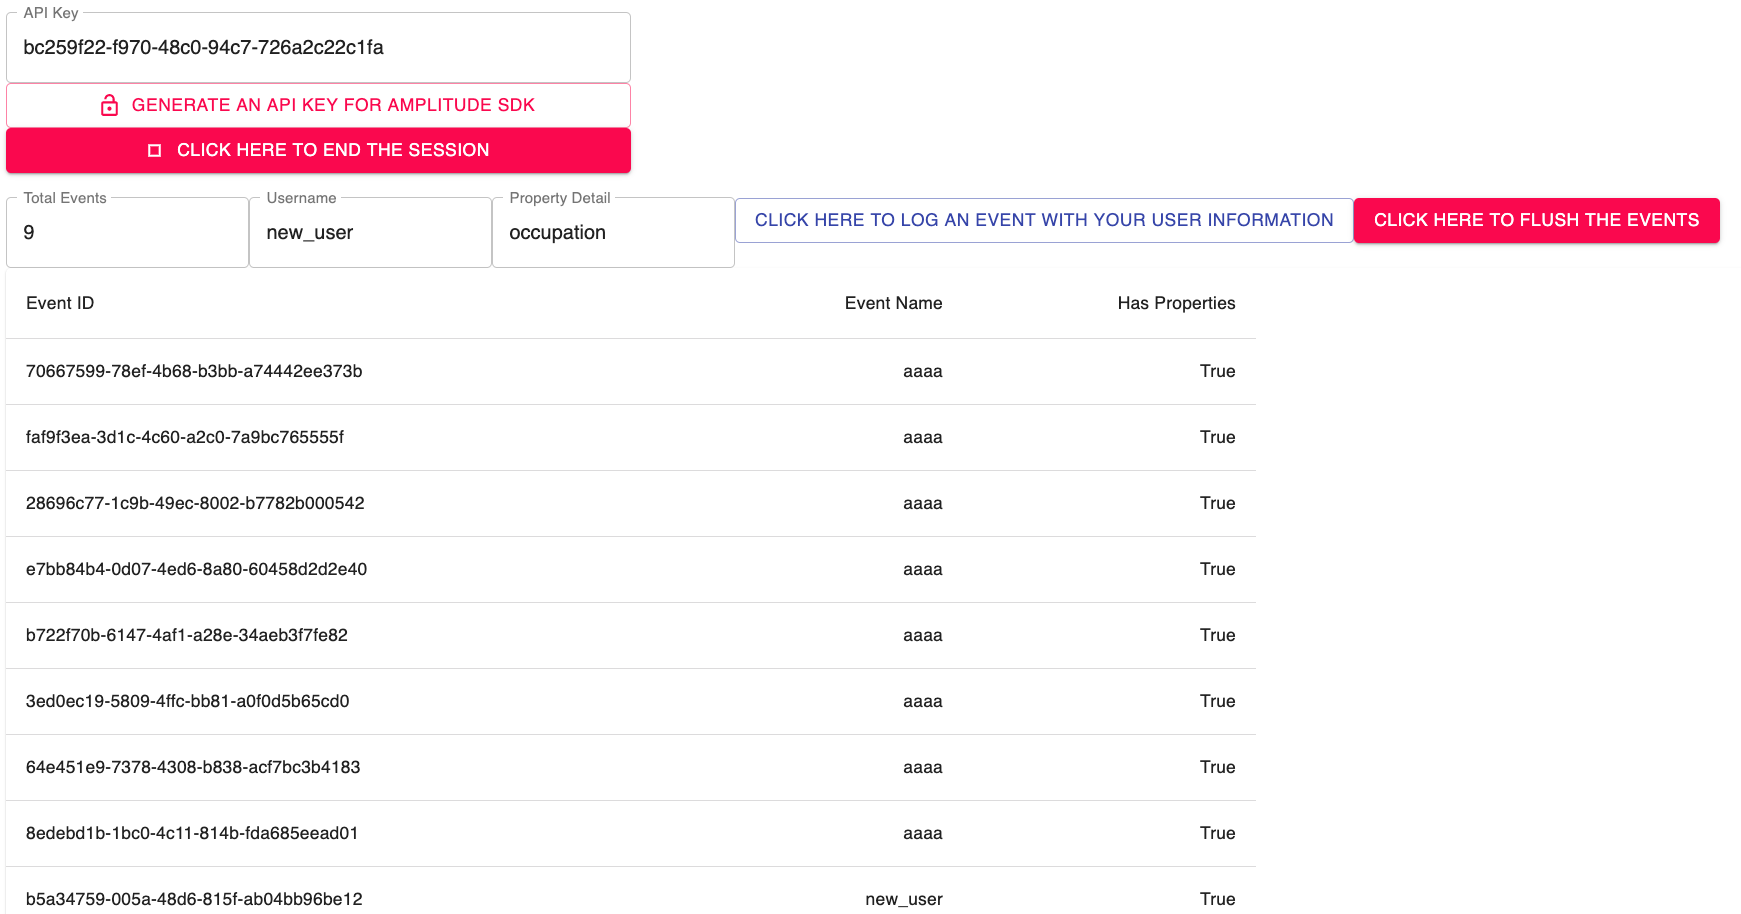 API Key
bc259f22-f970-48c0-94c7-726a2c22c1fa
GENERATE AN API KEY FOR AMPLITUDE SDK
CLICK HERE TO END THE SESSION
Total Events Username Property Detail
9 new_user occupation CLICK HERE TO LOG AN EVENT WITH YOUR USER INFORMATION CLICK HERE TO FLUSH THE EVENTS
Event ID Event Name Has Properties
70667599-78ef-4b68-b3bb-a74442ee373b aaaa True
faf9f3ea-3d1c-4c60-a2c0-7a9bc765555f aaaa True
28696c77-1c9b-49ec-8002-b7782b000542 aaaa True
e7bb84b4-0d07-4ed6-8a80-60458d2d2e40 aaaa True
b722f70b-6147-4af1-a28e-34aeb3f7fe82 aaaa True
3ed0ec19-5809-4ffc-bb81-a0f0d5b65cd0 aaaa True
64e451e9-7378-4308-b838-acf7bc3b4183 aaaa True
8edebd1b-1bc0-4c11-814b-fda685eead01 aaaa True
b5a34759-005a-48d6-815f-ab04bb96be12 new_user True